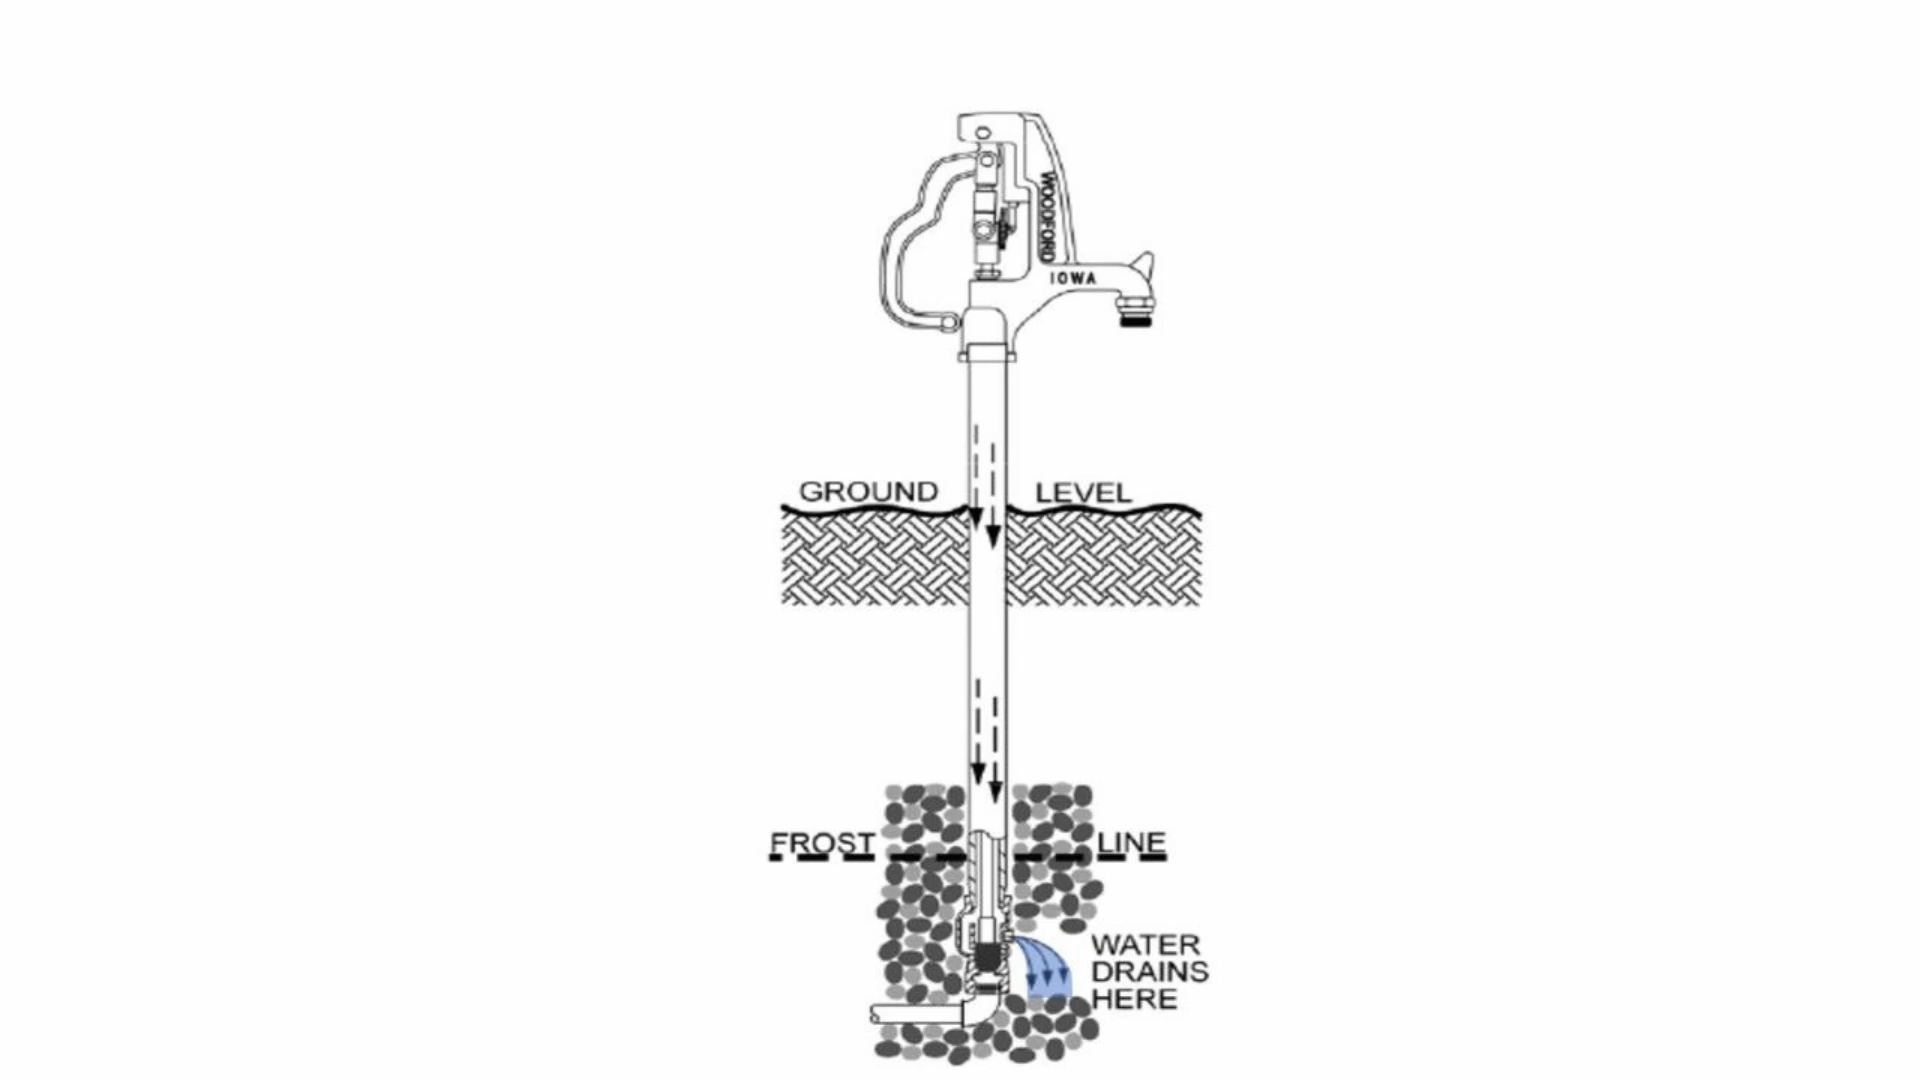 WOODFORD
IOWA
GROUND LEVEL
FROST LINE
WATER
DRAINS
HERE